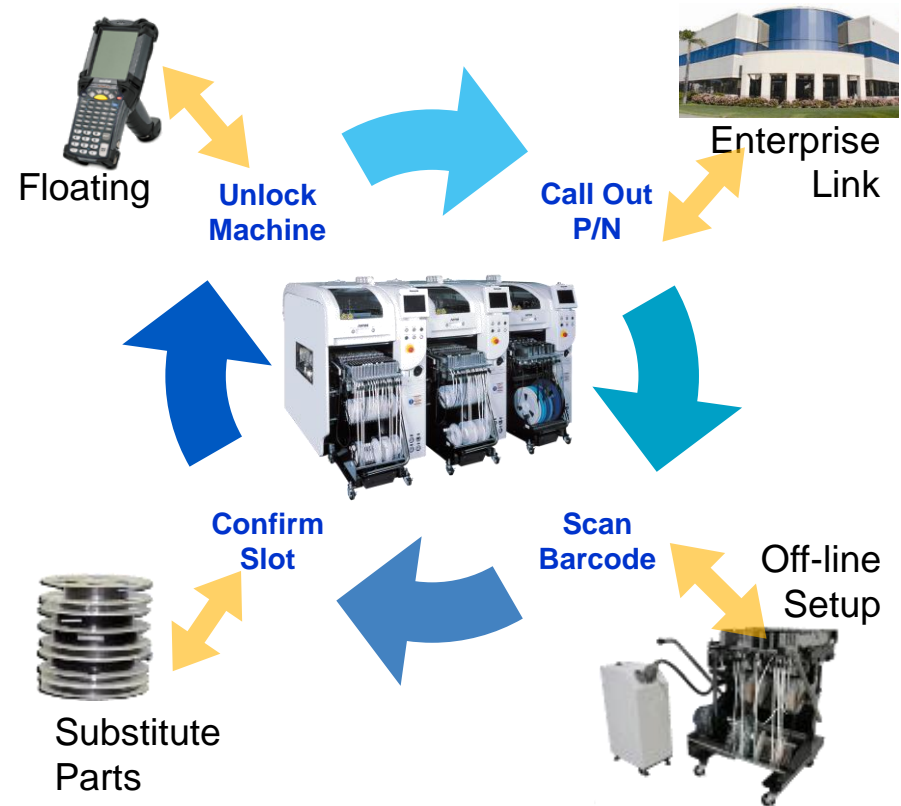 Floating
Unlock
Machine
Call Out
P/N
Enterprise
Link
Confirm
Slot
Scan
Barcode
Off-line
Setup
Substitute
Parts